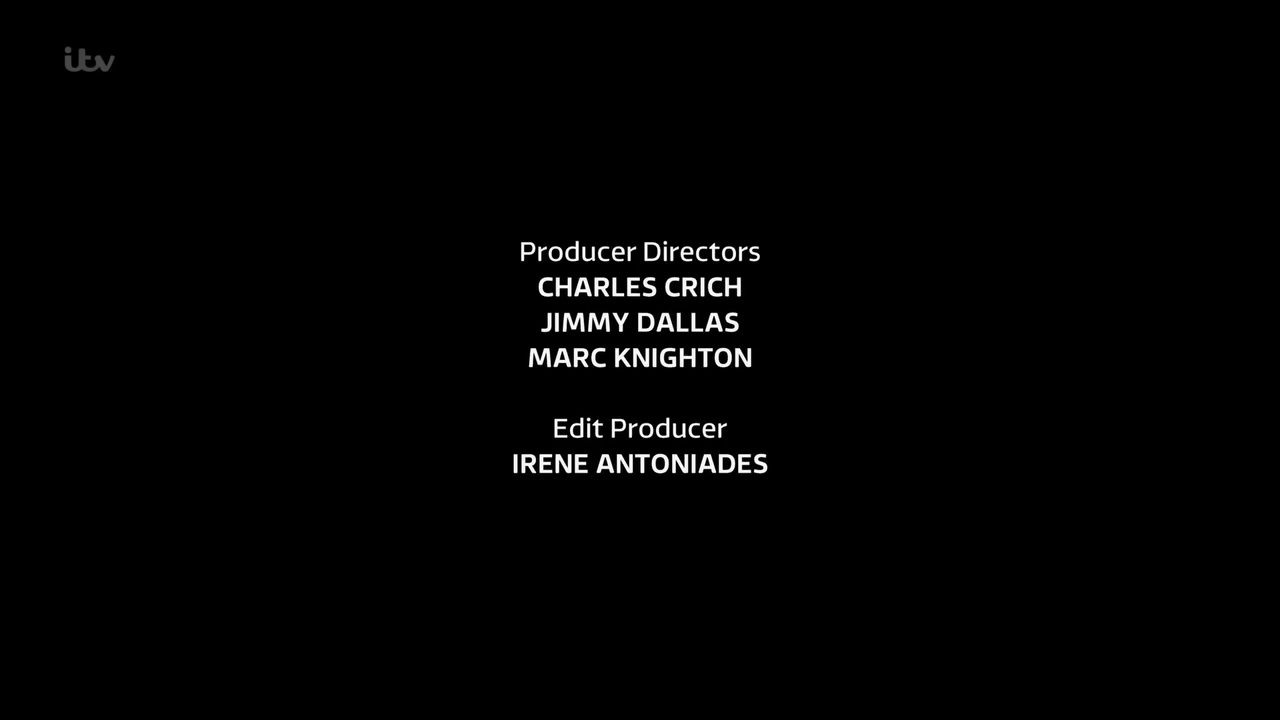 itv
Producer Directors
CHARLES CRICH
JIMMY DALLAS
MARC KNIGHTON
Edit Producer
IRENE ANTONIADES